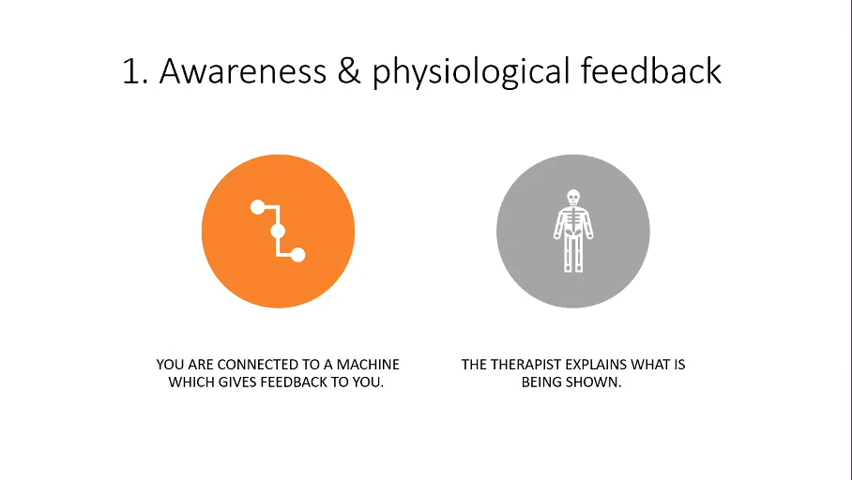 1. Awareness & physiological feedback
YOU ARE CONNECTED TO A MACHINE
WHICH GIVES FEEDBACK TO YOU.
THE THERAPIST EXPLAINS WHAT IS
BEING SHOWN.